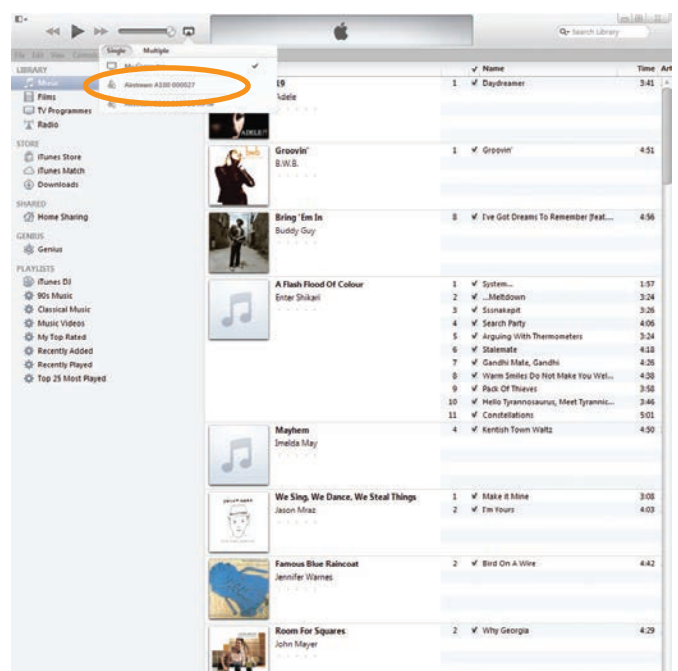 Search Library
Single Multiple
File Edit View
My Computer
Airstream A100 000027
LIBRARY
Music
Films
TV Programmes
Radio
STORE
iTunes Store
iTunes Match
Downloads
SHARED
Home Sharing
GENIUS
Genius
PLAYLISTS
iTunes DJ
90s Music
Classical Music
Music Videos
My Top Rated
Recently Added
Recently Played
Top 25 Most Played
Name Time Art
19 1 Daydreamer 3:41
Adele
ADELE19
Groovin' 1 Groovin' 4:51
B.W.B.
bwb
Bring 'Em In 8 I've Got Dreams To Remember (feat.... 4:56
Buddy Guy
A Flash Flood Of Colour 1 System... 1:57
Enter Shikari 2 ...Meltdown 3:24
3 Sssnakepit 3:26
4 Search Party 4:06
5 Arguing With Thermometers 3:24
6 Stalemate 4:18
7 Gandhi Mate, Gandhi 4:26
8 Warm Smiles Do Not Make You Wel... 4:38
9 Pack Of Thieves 3:58
10 Hello Tyrannosaurus, Meet Tyrannic... 3:46
11 Constellations 5:01
Mayhem 4 Kentish Town Waltz 4:50
Imelda May
We Sing, We Dance, We Steal Things 1 Make it Mine 3:08
Jason Mraz 2 I'm Yours 4:03
Famous Blue Raincoat 2 Bird On A Wire 4:42
Jennifer Warnes
Room For Squares 2 Why Georgia 4:29
John Mayer